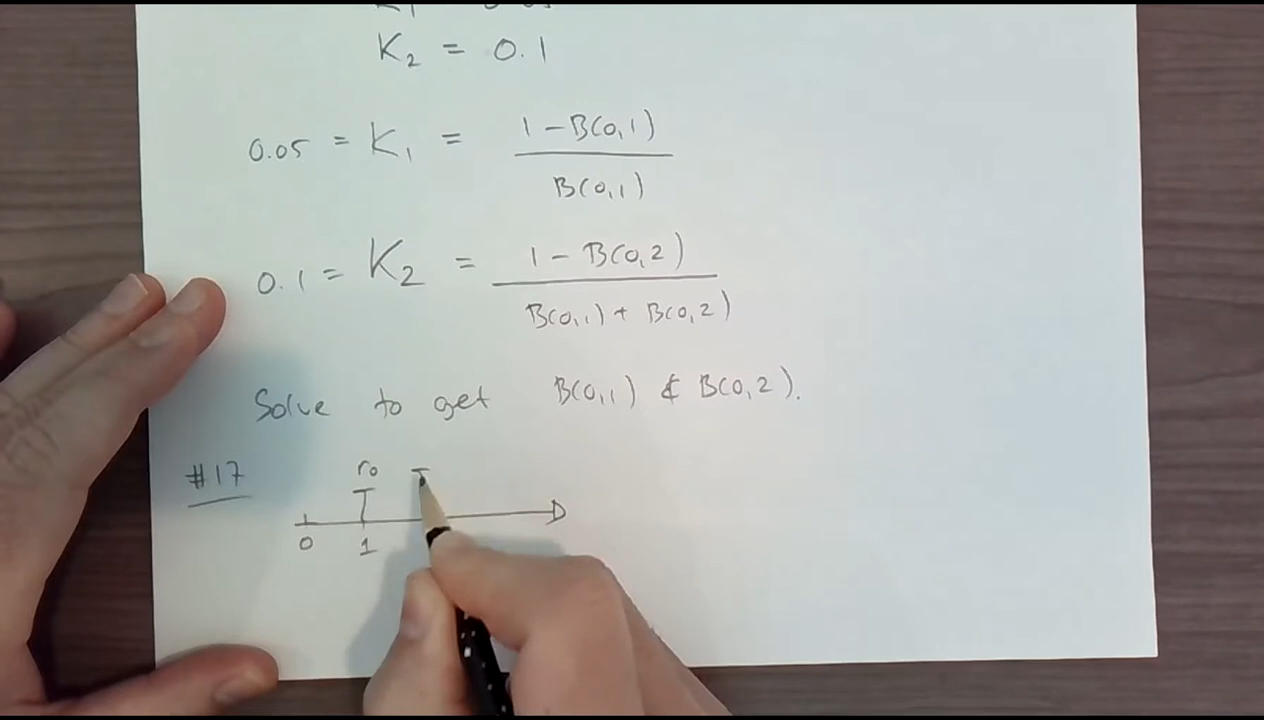 K₂ = 0.1
0.05 = K₁ = (1 - B(0,1)) / B(0,1)
0.1 = K₂ = (1 - B(0,2)) / (B(0,1) + B(0,2))
Solve to get B(0,1) & B(0,2).
#17
r₀
0 1